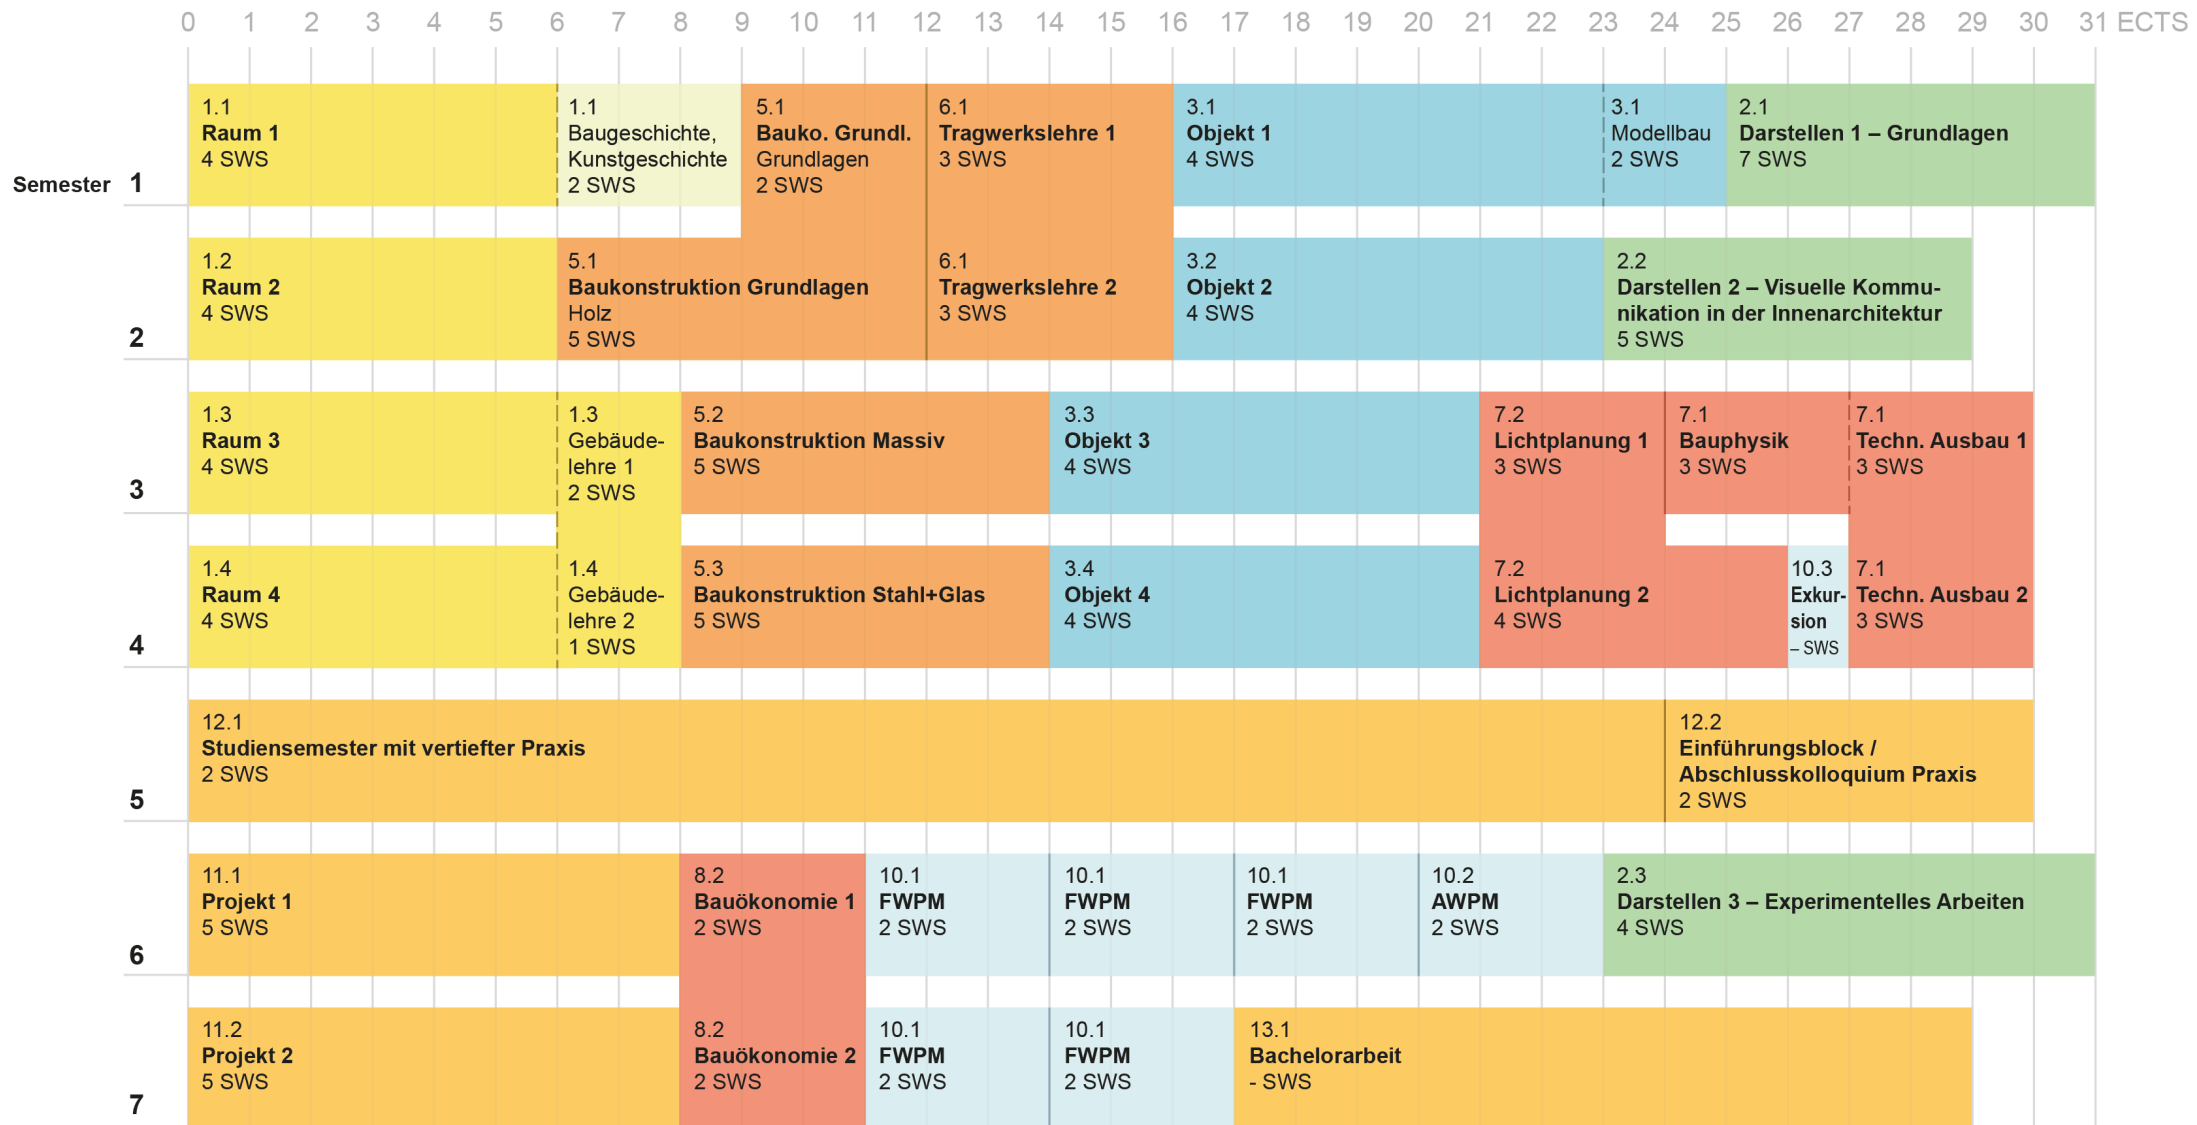 0 1 2 3 4 5 6 7 8 9 10 11 12 13 14 15 16 17 18 19 20 21 22 23 24 25 26 27 28 29 30 31 ECTS
Semester 1
1.1
Raum 1
4 SWS
1.1
Baugeschichte,
Kunstgeschichte
2 SWS
5.1
Bauko. Grundl.
Grundlagen
2 SWS
6.1
Tragwerkslehre 1
3 SWS
3.1
Objekt 1
4 SWS
3.1
Modellbau
2 SWS
2.1
Darstellen 1 – Grundlagen
7 SWS
2
1.2
Raum 2
4 SWS
5.1
Baukonstruktion Grundlagen
Holz
5 SWS
6.1
Tragwerkslehre 2
3 SWS
3.2
Objekt 2
4 SWS
2.2
Darstellen 2 – Visuelle Kommu-
nikation in der Innenarchitektur
5 SWS
3
1.3
Raum 3
4 SWS
1.3
Gebäude-
lehre 1
2 SWS
5.2
Baukonstruktion Massiv
5 SWS
3.3
Objekt 3
4 SWS
7.2
Lichtplanung 1
3 SWS
7.1
Bauphysik
3 SWS
7.1
Techn. Ausbau 1
3 SWS
4
1.4
Raum 4
4 SWS
1.4
Gebäude-
lehre 2
1 SWS
5.3
Baukonstruktion Stahl+Glas
5 SWS
3.4
Objekt 4
4 SWS
7.2
Lichtplanung 2
4 SWS
10.3
Exkur-
sion
– SWS
7.1
Techn. Ausbau 2
3 SWS
5
12.1
Studiensemester mit vertiefter Praxis
2 SWS
12.2
Einführungsblock /
Abschlusskolloquium Praxis
2 SWS
6
11.1
Projekt 1
5 SWS
8.2
Bauökonomie 1
2 SWS
10.1
FWPM
2 SWS
10.1
FWPM
2 SWS
10.1
FWPM
2 SWS
10.2
AWPM
2 SWS
2.3
Darstellen 3 – Experimentelles Arbeiten
4 SWS
7
11.2
Projekt 2
5 SWS
8.2
Bauökonomie 2
2 SWS
10.1
FWPM
2 SWS
10.1
FWPM
2 SWS
13.1
Bachelorarbeit
- SWS